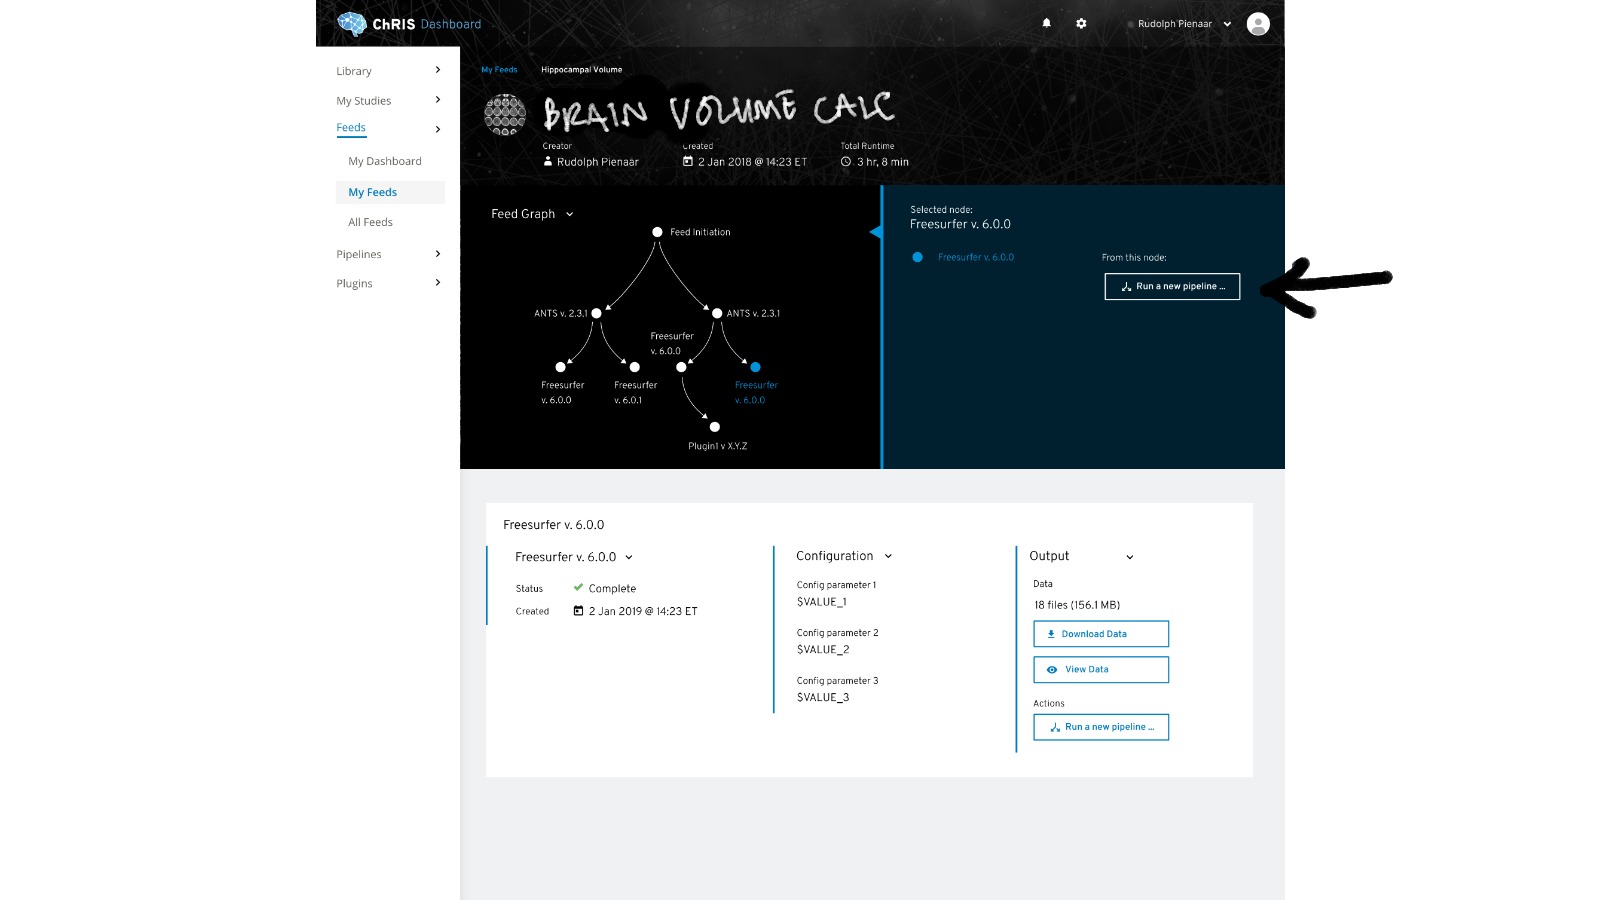 ChRIS Dashboard
Rudolph Pienaar
Library
My Studies
Feeds
My Dashboard
My Feeds
All Feeds
Pipelines
Plugins
My Feeds Hippocampal Volume
BRAIN VOLUME CALC
Creator Created Total Runtime
Rudolph Pienaar 2 Jan 2018 @ 14:23 ET 3 hr, 8 min
Feed Graph
Feed Initiation
ANTS v. 2.3.1 ANTS v. 2.3.1
Freesurfer
v. 6.0.0
Freesurfer Freesurfer Freesurfer
v. 6.0.0 v. 6.0.1 v. 6.0.0
Plugin1 v X.Y.Z
Selected node:
Freesurfer v. 6.0.0
Freesurfer v. 6.0.0 From this node:
Run a new pipeline ...
Freesurfer v. 6.0.0
Freesurfer v. 6.0.0
Status Complete
Created 2 Jan 2019 @ 14:23 ET
Configuration
Config parameter 1
$VALUE_1
Config parameter 2
$VALUE_2
Config parameter 3
$VALUE_3
Output
Data
18 files (156.1 MB)
Download Data
View Data
Actions
Run a new pipeline ...